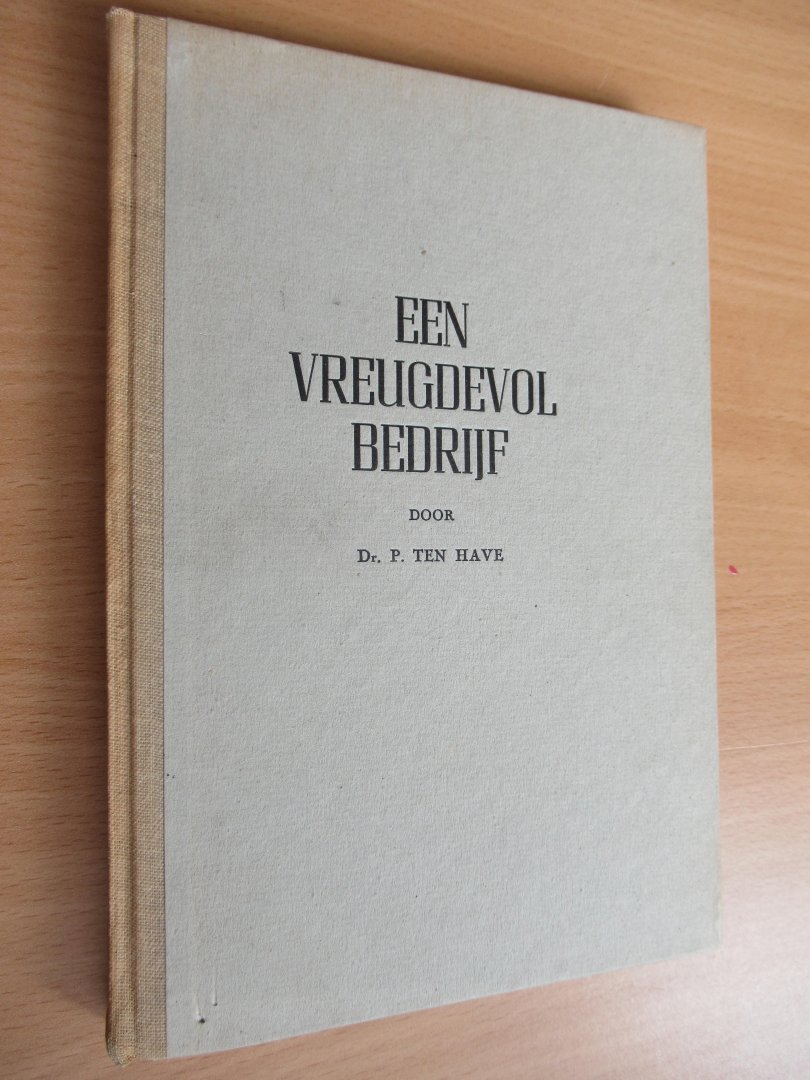 EEN
VREUGDEVOL
BEDRIJF
DOOR
Dr. P. TEN HAVE